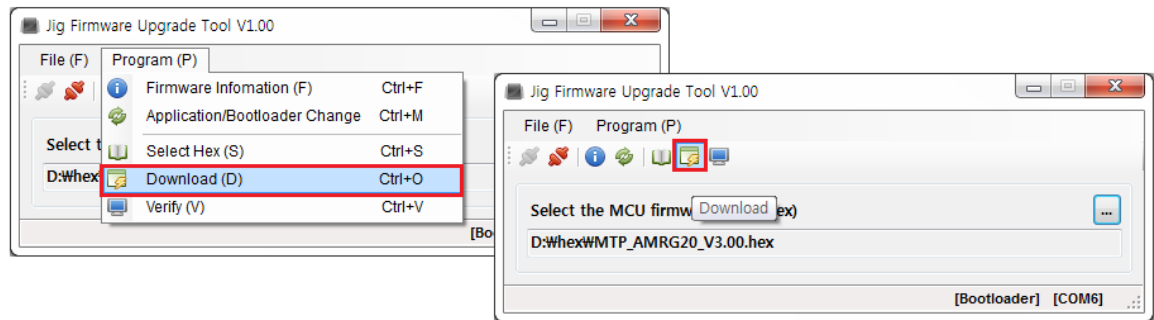 Jig Firmware Upgrade Tool V1.00
File (F) Program (P)
Firmware Infomation (F) Ctrl+F
Application/Bootloader Change Ctrl+M
Select Hex (S) Ctrl+S
Download (D) Ctrl+O
Verify (V) Ctrl+V
Select t
D:₩hex
[Bo
Jig Firmware Upgrade Tool V1.00
File (F) Program (P)
Select the MCU firmw Download ex)
...
D:₩hex₩MTP_AMRG20_V3.00.hex
[Bootloader] [COM6]